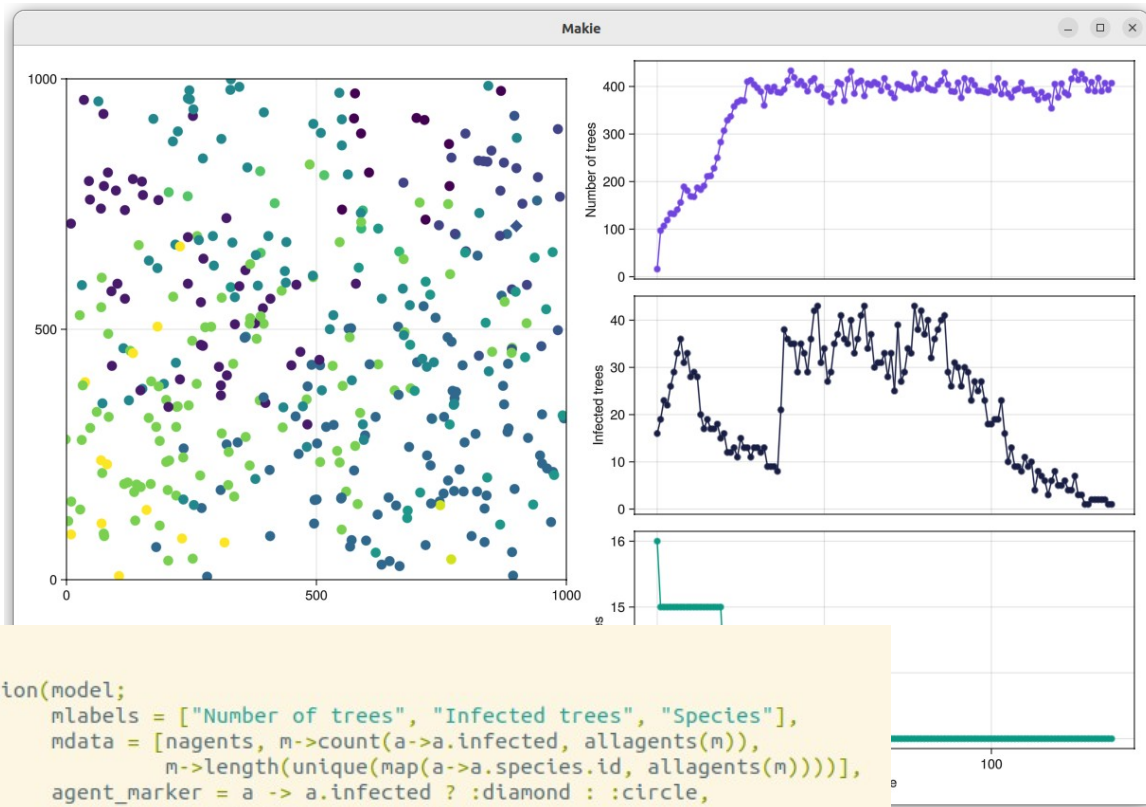 Makie
1000
500
0
0
500
1000
Number of trees
400
300
200
100
0
Infected trees
40
30
20
10
0
16
15
100
ion(model;
mlabels = ["Number of trees", "Infected trees", "Species"],
mdata = [nagents, m->count(a->a.infected, allagents(m)),
m->length(unique(map(a->a.species.id, allagents(m))))],
agent_marker = a -> a.infected ? :diamond : :circle,